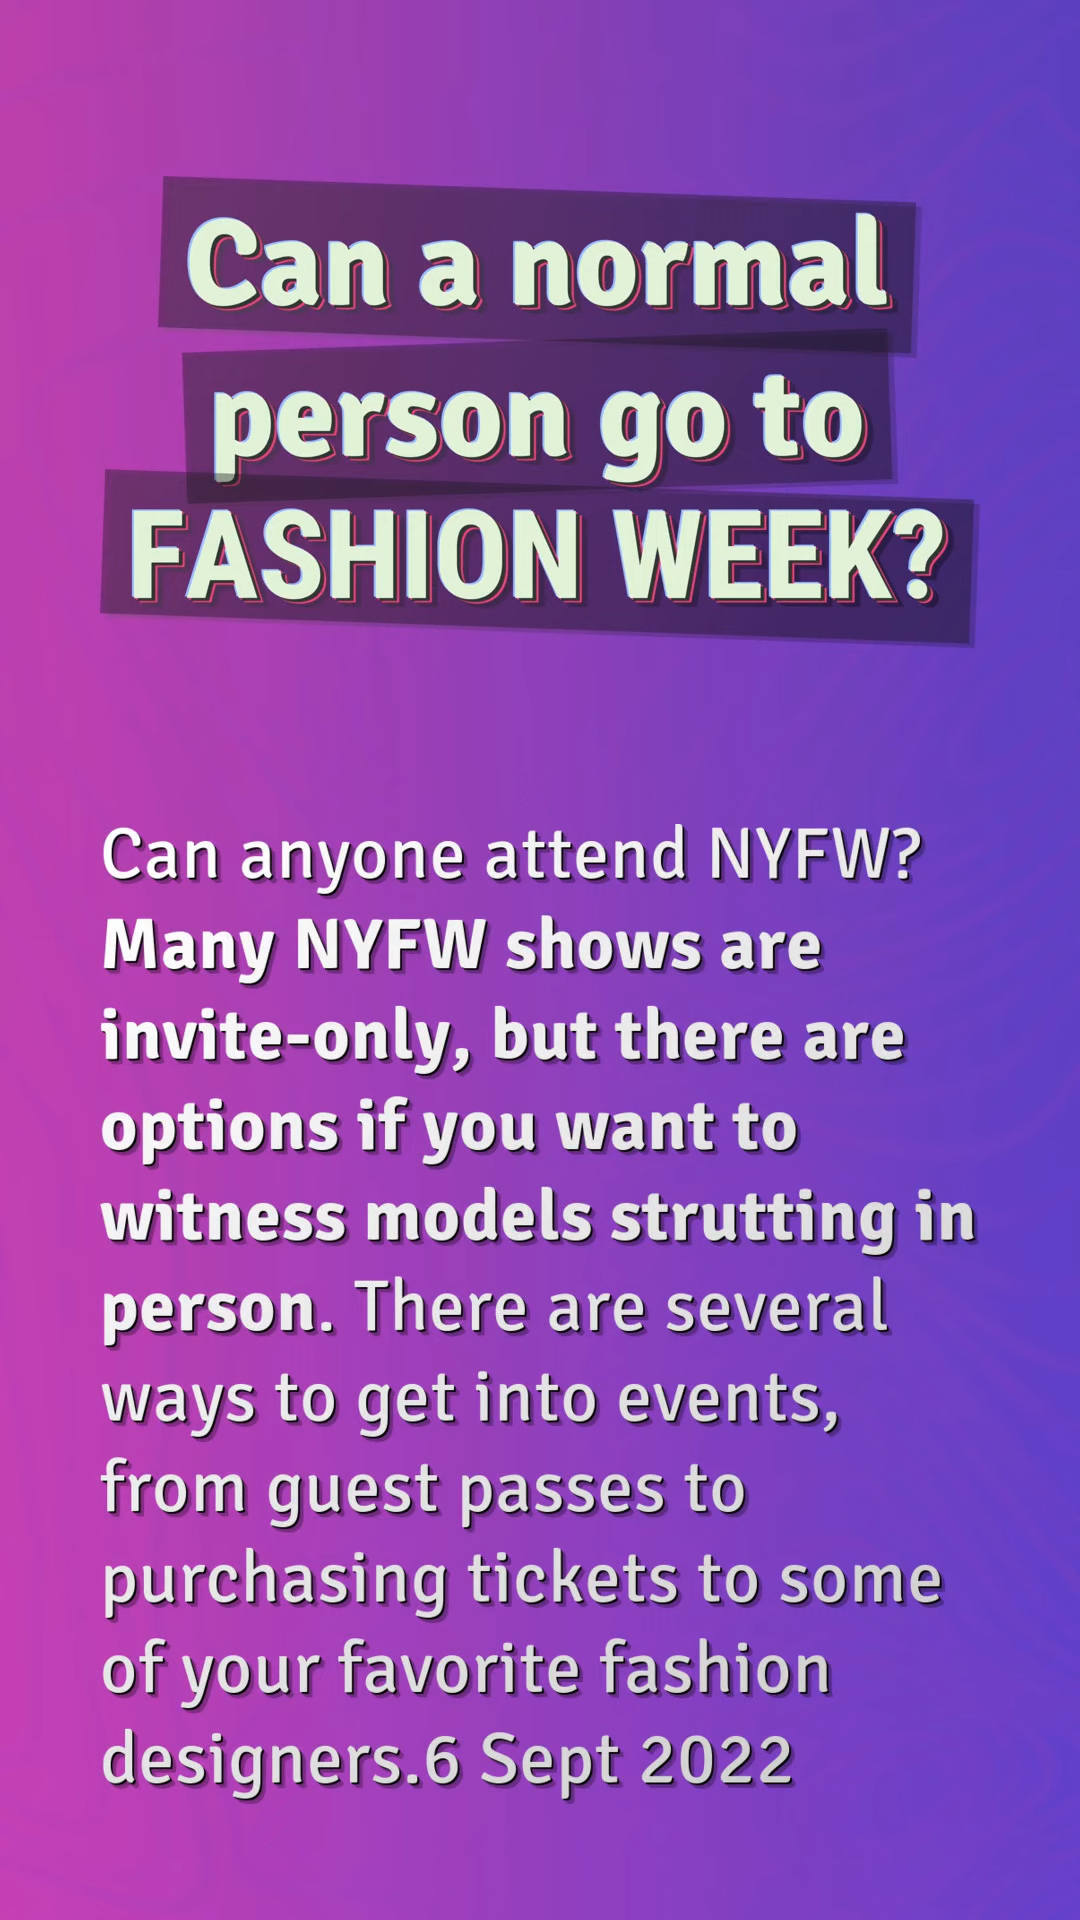 Can a normal
person go to
FASHION WEEK?
Can anyone attend NYFW?
Many NYFW shows are
invite-only, but there are
options if you want to
witness models strutting in
person. There are several
ways to get into events,
from guest passes to
purchasing tickets to some
of your favorite fashion
designers.6 Sept 2022